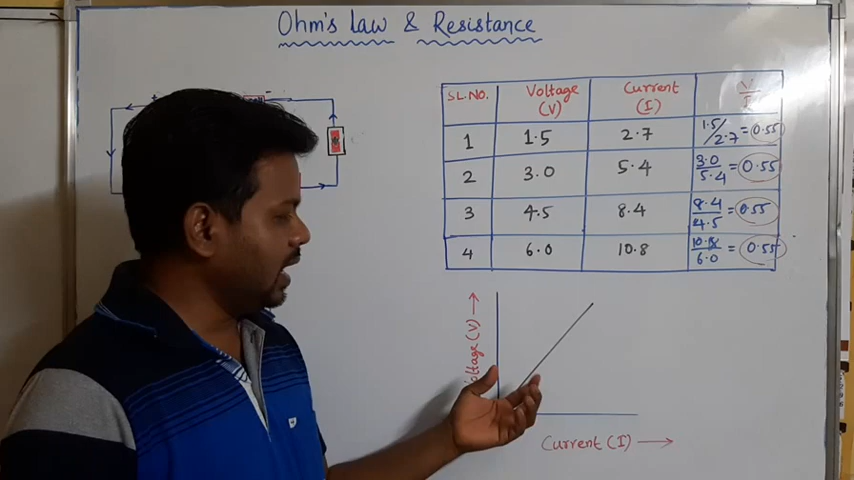 Ohm's Law & Resistance
SL.NO. Voltage (V) Current (I) V
1 1.5 2.7 1.5/2.7 = 0.55
2 3.0 5.4 3.0/5.4 = 0.55
3 4.5 8.4 8.4/4.5 = 0.55
4 6.0 10.8 10.8/6.0 = 0.55
Voltage (V) →
Current (I) →